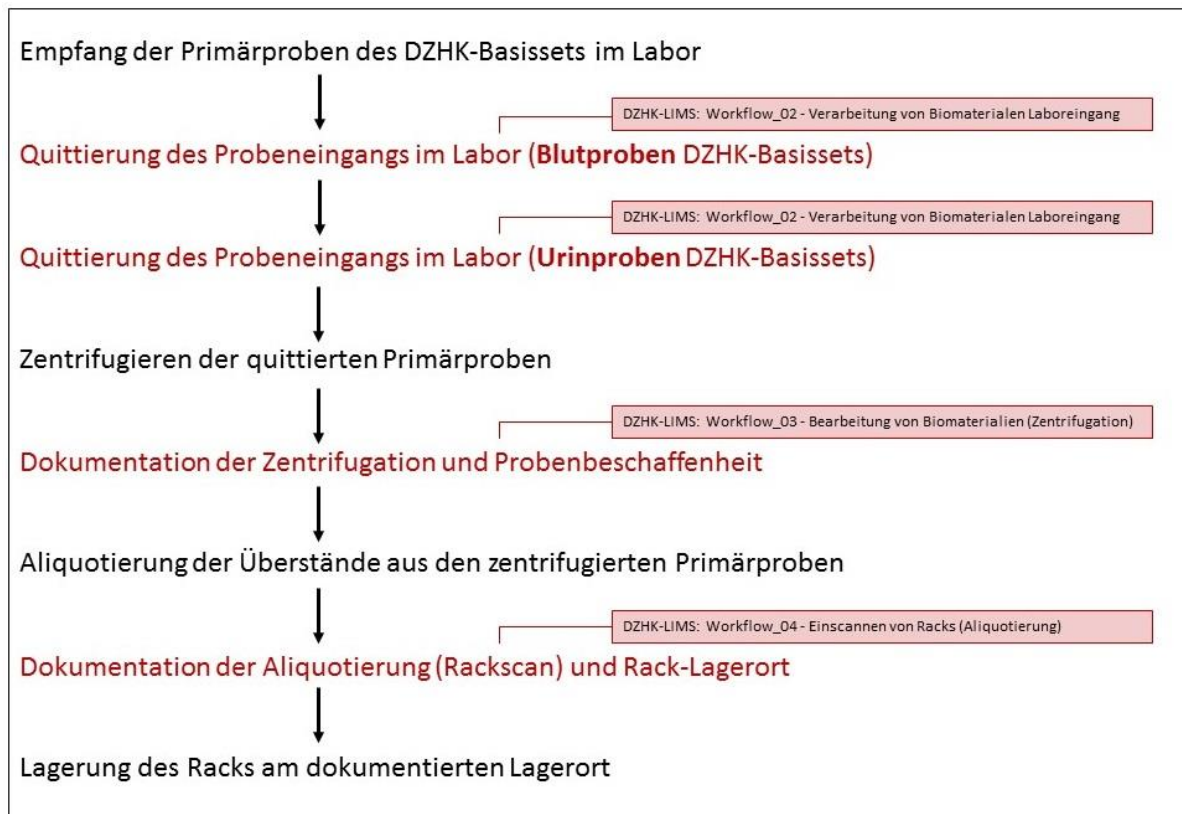 Empfang der Primärproben des DZHK-Basissets im Labor
DZHK-LIMS: Workflow_02 - Verarbeitung von Biomaterialen Laboreingang
Quittierung des Probeneingangs im Labor (Blutproben DZHK-Basissets)
DZHK-LIMS: Workflow_02 - Verarbeitung von Biomaterialen Laboreingang
Quittierung des Probeneingangs im Labor (Urinproben DZHK-Basissets)
Zentrifugieren der quittierten Primärproben
DZHK-LIMS: Workflow_03 - Bearbeitung von Biomaterialien (Zentrifugation)
Dokumentation der Zentrifugation und Probenbeschaffenheit
Aliquotierung der Überstände aus den zentrifugierten Primärproben
DZHK-LIMS: Workflow_04 - Einscannen von Racks (Aliquotierung)
Dokumentation der Aliquotierung (Rackscan) und Rack-Lagerort
Lagerung des Racks am dokumentierten Lagerort